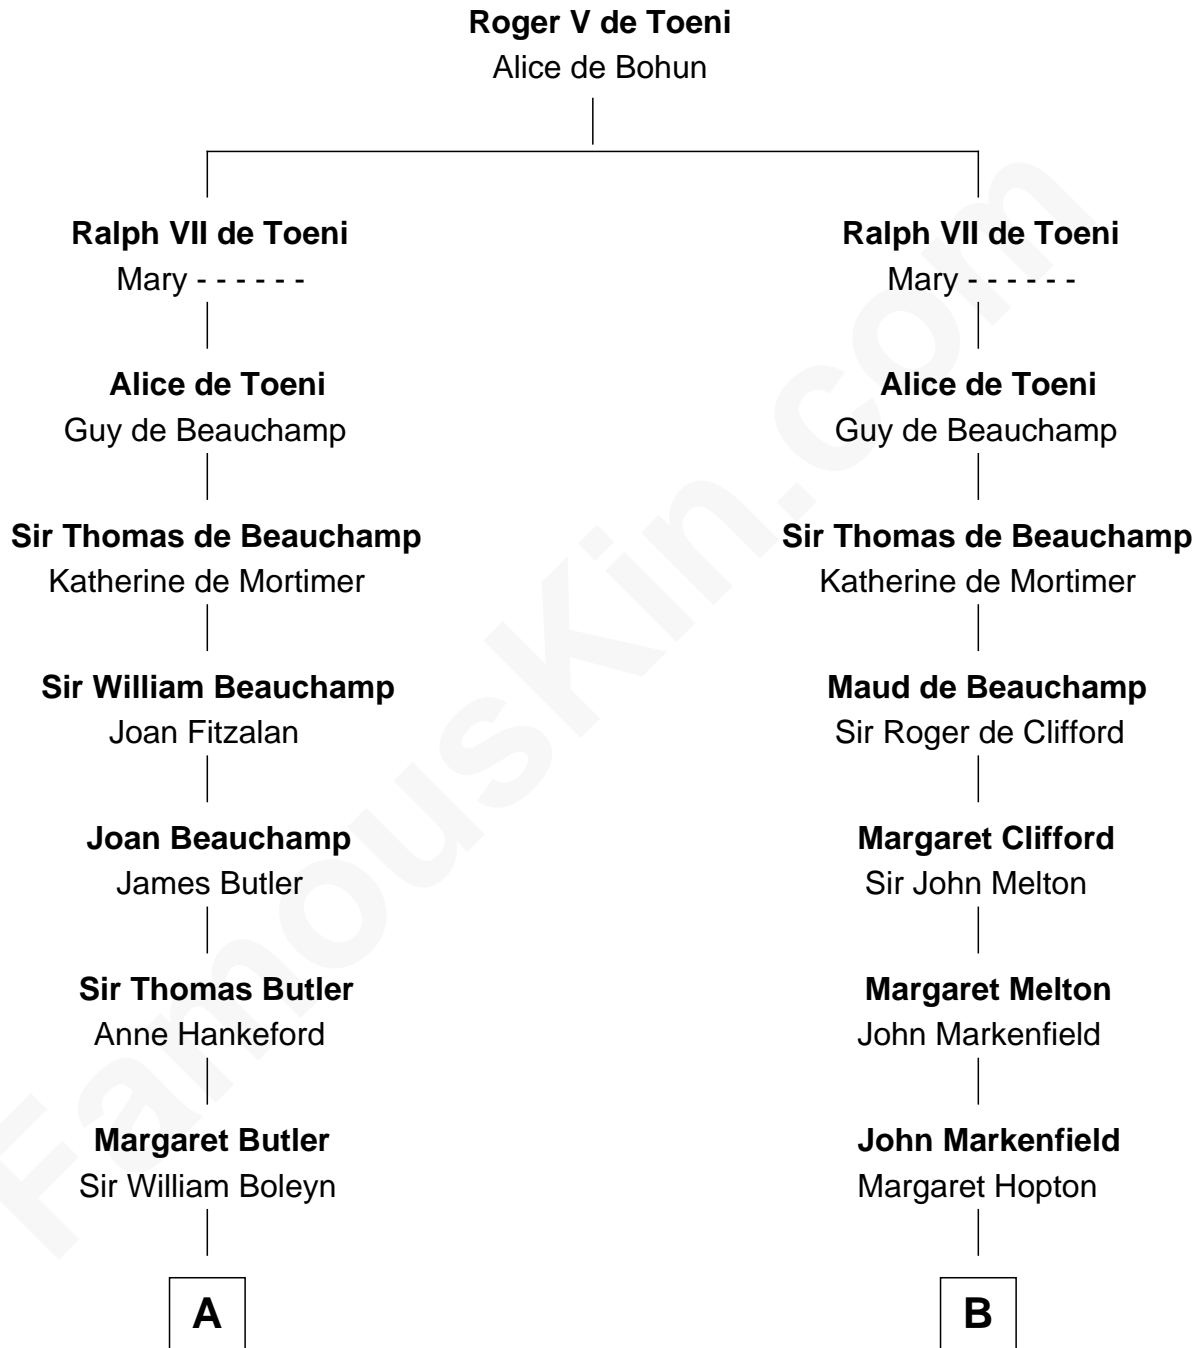 Roger V de Toeni
Alice de Bohun
Ralph VII de Toeni
Mary - - - - - -
Ralph VII de Toeni
Mary - - - - - -
Alice de Toeni
Guy de Beauchamp
Alice de Toeni
Guy de Beauchamp
Sir Thomas de Beauchamp
Katherine de Mortimer
Sir Thomas de Beauchamp
Katherine de Mortimer
Sir William Beauchamp
Joan Fitzalan
Maud de Beauchamp
Sir Roger de Clifford
Joan Beauchamp
James Butler
Margaret Clifford
Sir John Melton
Sir Thomas Butler
Anne Hankeford
Margaret Melton
John Markenfield
Margaret Butler
Sir William Boleyn
John Markenfield
Margaret Hopton
A
B
FamousKin.com